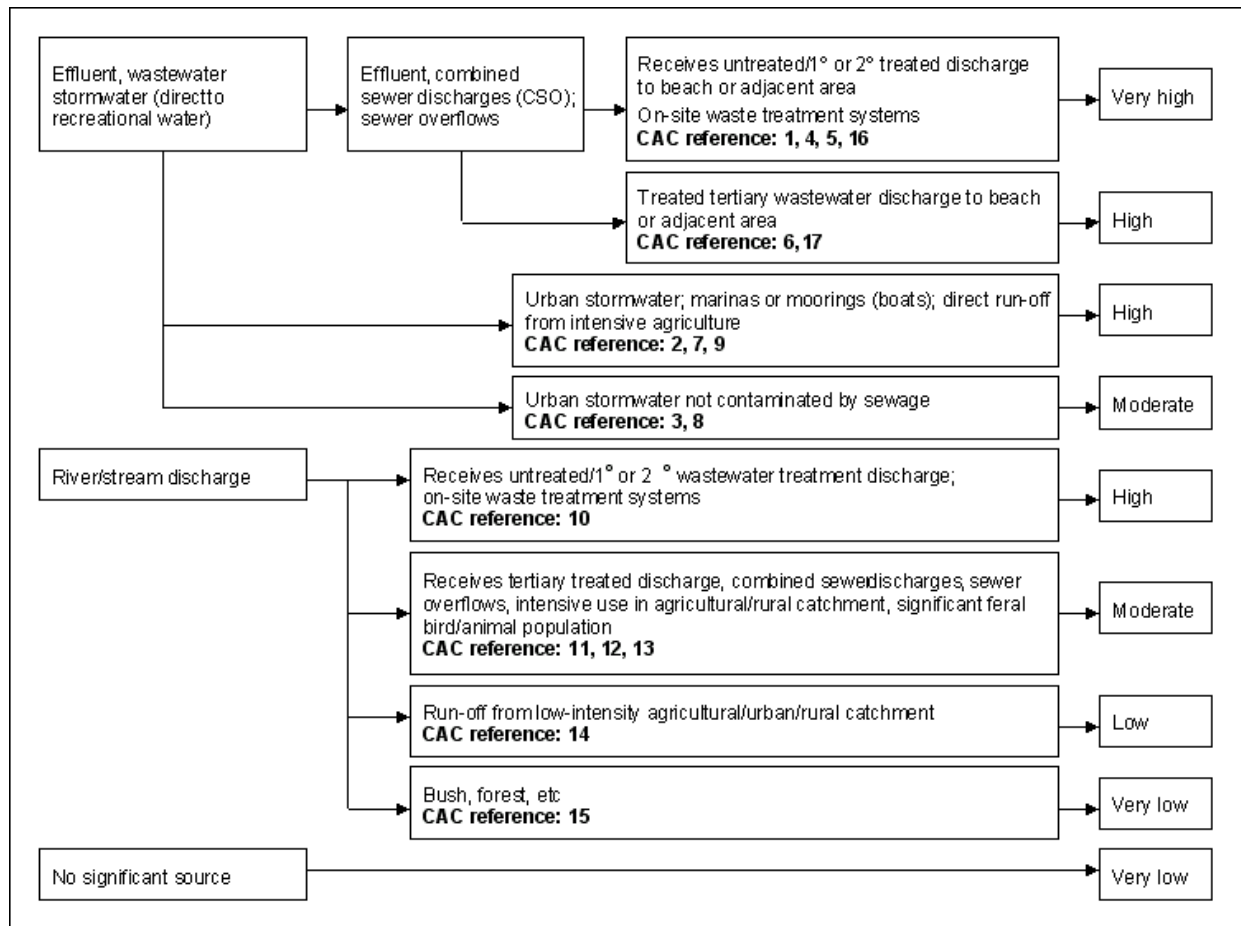 Effluent, wastewater
stormwater (directto
recreational water)
Effluent, combined
sewer discharges (CSO);
sewer overflows
Receives untreated/1° or 2° treated discharge
to beach or adjacent area
On-site waste treatment systems
CAC reference: 1, 4, 5, 16
Very high
Treated tertiary wastewater discharge to beach
or adjacent area
CAC reference: 6, 17
High
Urban stormwater; marinas or moorings (boats); direct run-off
from intensive agriculture
CAC reference: 2, 7, 9
High
Urban stormwater not contaminated by sewage
CAC reference: 3, 8
Moderate
River/stream discharge
Receives untreated/1° or 2 ° wastewater treatment discharge;
on-site waste treatment systems
CAC reference: 10
High
Receives tertiary treated discharge, combined sewerdischarges, sewer
overflows, intensive use in agricultural/rural catchment, significant feral
bird/animal population
CAC reference: 11, 12, 13
Moderate
Run-off from low-intensity agricultural/urban/rural catchment
CAC reference: 14
Low
Bush, forest, etc
CAC reference: 15
Very low
No significant source
Very low